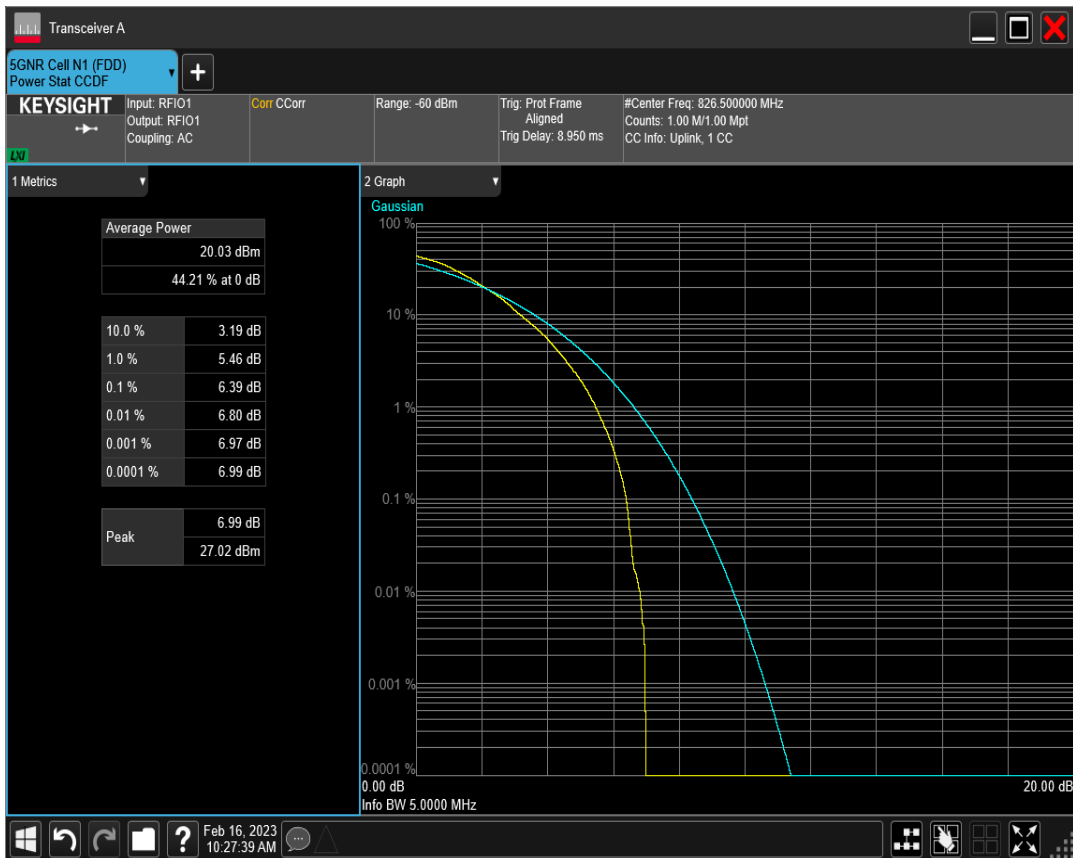 Transceiver A
5GNR Cell N1 (FDD)
Power Stat CCDF
KEYSIGHT
LXI
Input: RFIO1
Output: RFIO1
Coupling: AC
Corr CCorr
Range: -60 dBm
Trig: Prot Frame
Aligned
Trig Delay: 8.950 ms
#Center Freq: 826.500000 MHz
Counts: 1.00 M/1.00 Mpt
CC Info: Uplink, 1 CC
1 Metrics
Average Power
20.03 dBm
44.21 % at 0 dB
10.0 % 3.19 dB
1.0 % 5.46 dB
0.1 % 6.39 dB
0.01 % 6.80 dB
0.001 % 6.97 dB
0.0001 % 6.99 dB
Peak
6.99 dB
27.02 dBm
2 Graph
Gaussian
100 %
10 %
1 %
0.1 %
0.01 %
0.001 %
0.0001 %
0.00 dB 20.00 dB
Info BW 5.0000 MHz
?
Feb 16, 2023
10:27:39 AM